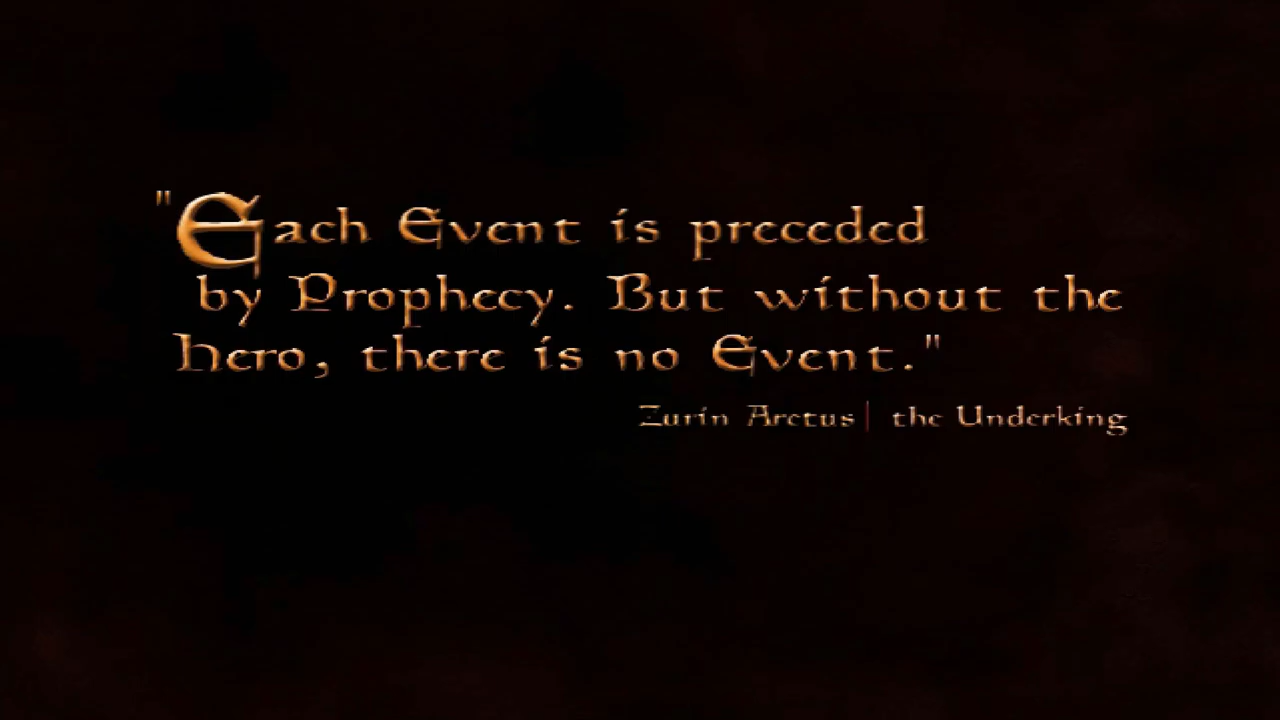 "Each Event is preceded
by Prophecy. But without the
hero, there is no Event."
Zurin Arctus| the Underking